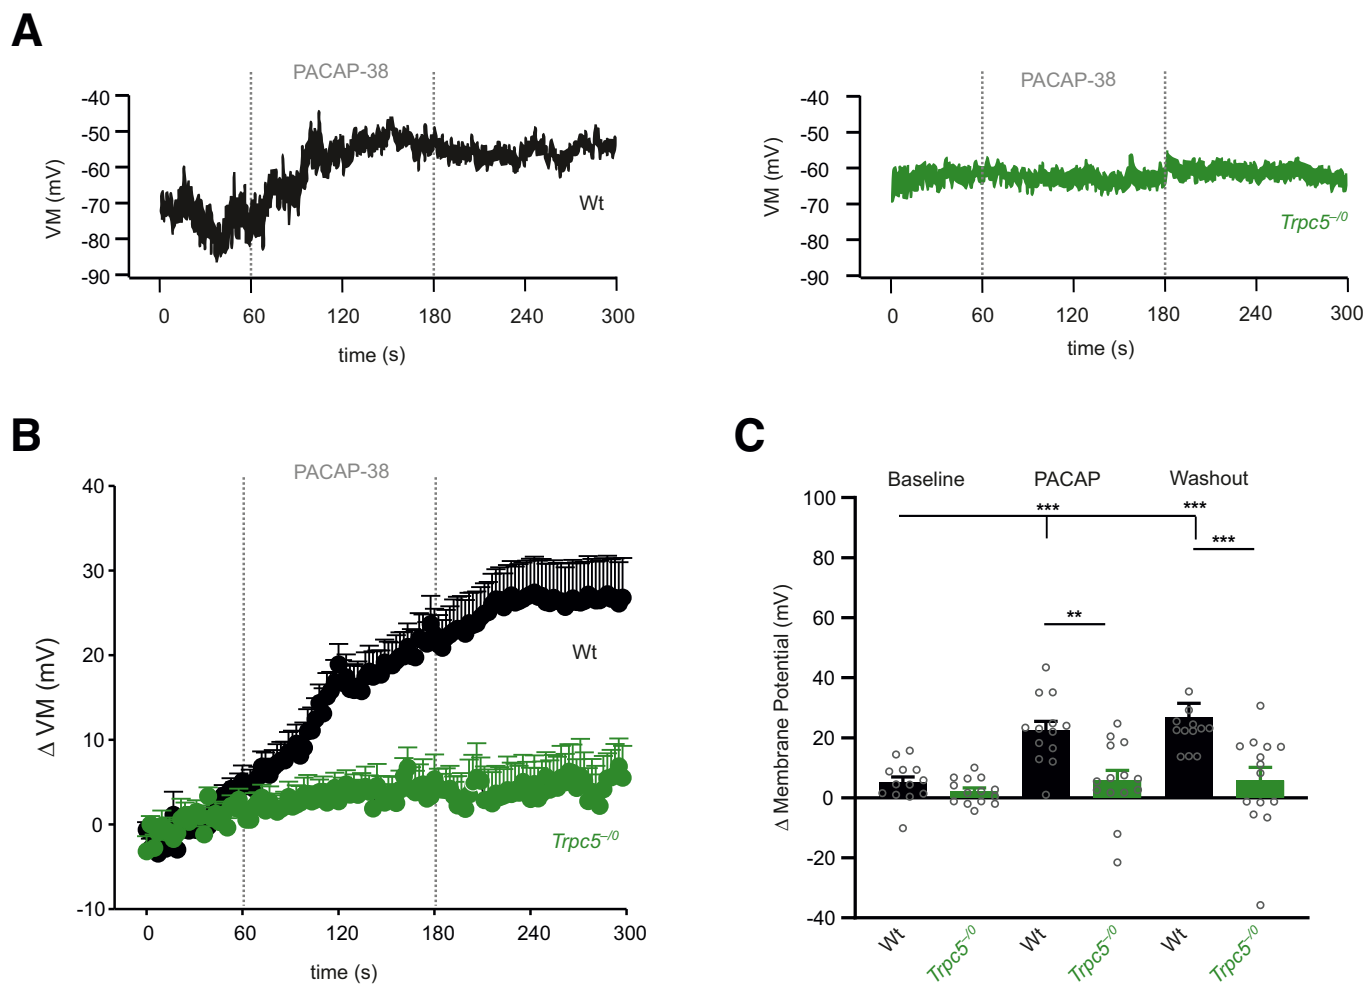 A
PACAP-38
-40
-50
-60
-70
-80
-90
VM (mV)
Wt
0 60 120 180 240 300
time (s)
PACAP-38
-40
-50
-60
-70
-80
-90
VM (mV)
Trpc5–/0
0 60 120 180 240 300
time (s)
B
PACAP-38
40
30
20
10
0
-10
Δ VM (mV)
Wt
Trpc5–/0
0 60 120 180 240 300
time (s)
C
Baseline PACAP Washout
100
80
60
40
20
0
-20
-40
Δ Membrane Potential (mV)
*** ***
***
**
Wt Trpc5–/0 Wt Trpc5–/0 Wt Trpc5–/0